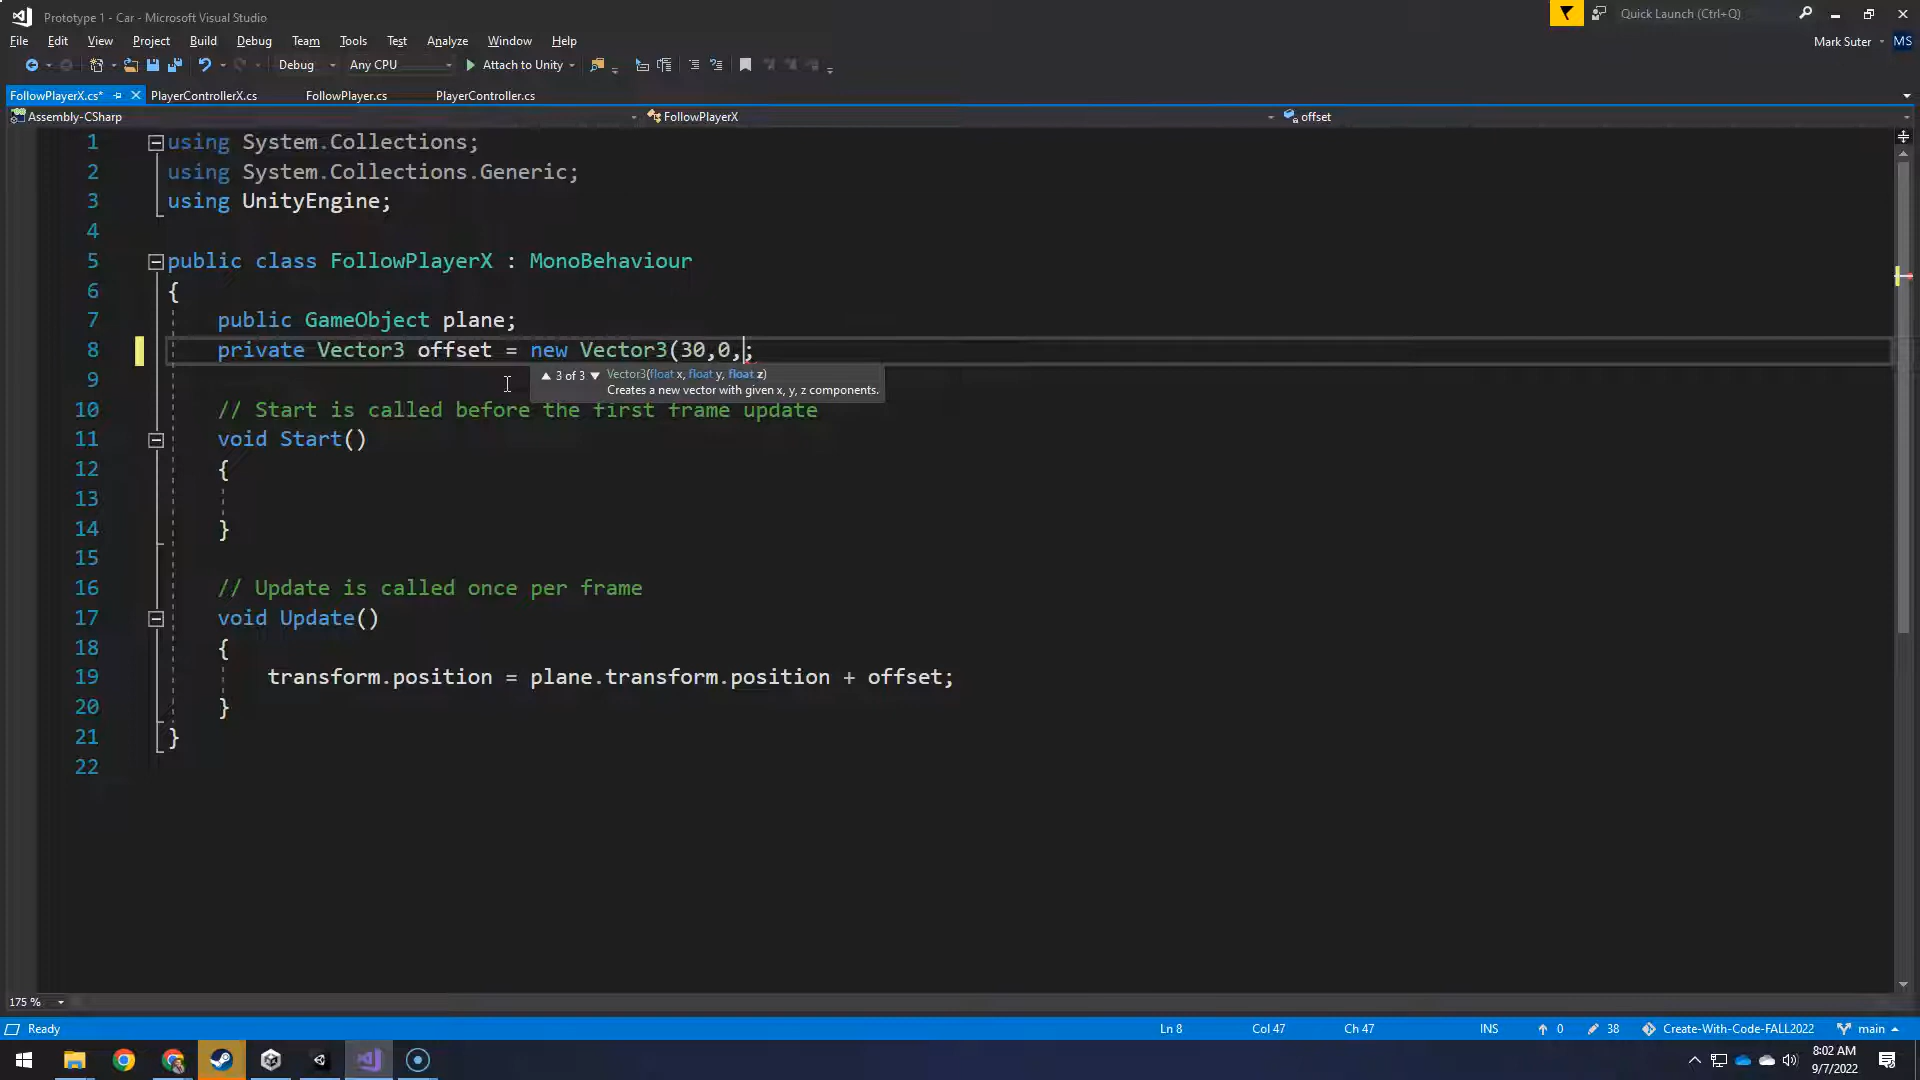 Prototype 1 - Car - Microsoft Visual Studio
Quick Launch (Ctrl+Q)
File Edit View Project Build Debug Team Tools Test Analyze Window Help
Mark Suter MS
Debug Any CPU Attach to Unity
FollowPlayerX.cs* PlayerControllerX.cs FollowPlayer.cs PlayerController.cs
Assembly-CSharp FollowPlayerX offset
1 using System.Collections;
2 using System.Collections.Generic;
3 using UnityEngine;
4
5 public class FollowPlayerX : MonoBehaviour
6 {
7 public GameObject plane;
8 private Vector3 offset = new Vector3(30,0,;
9
3 of 3 Vector3(float x, float y, float z)
Creates a new vector with given x, y, z components.
10 // Start is called before the first frame update
11 void Start()
12 {
13
14 }
15
16 // Update is called once per frame
17 void Update()
18 {
19 transform.position = plane.transform.position + offset;
20 }
21 }
22
175 %
Ready Ln 8 Col 47 Ch 47 INS 0 38 Create-With-Code-FALL2022 main
8:02 AM
9/7/2022